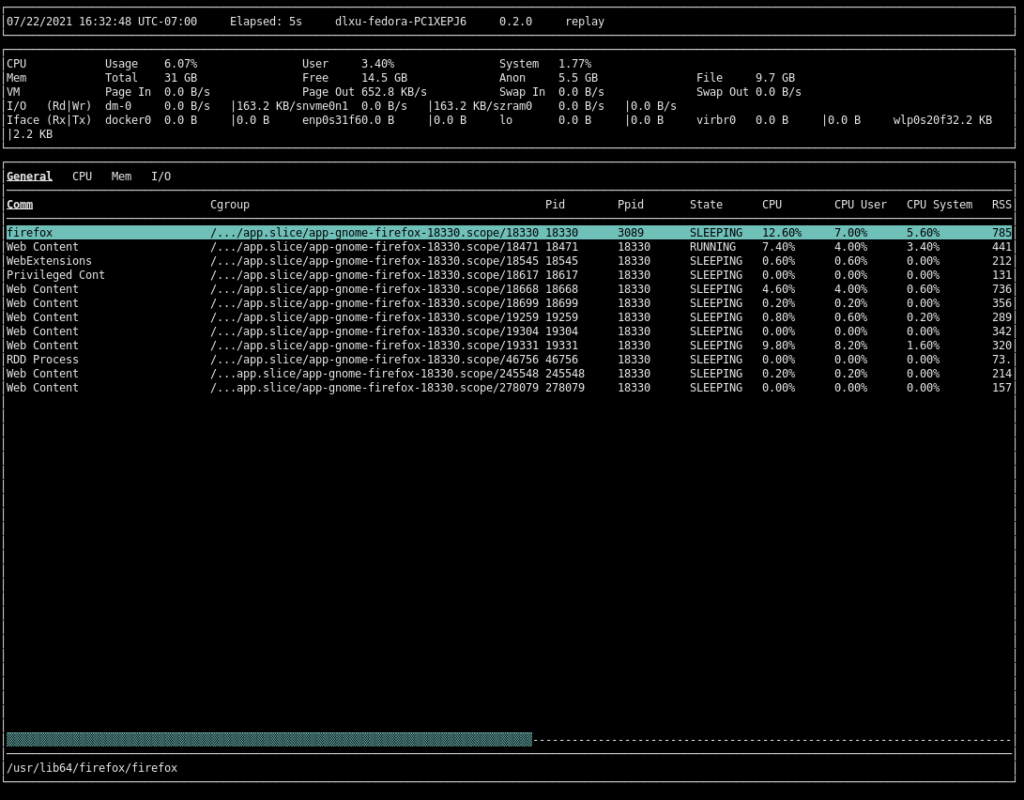 07/22/2021 16:32:48 UTC-07:00 Elapsed: 5s dlxu-fedora-PC1XEPJ6 0.2.0 replay
CPU Usage 6.07% User 3.40% System 1.77%
Mem Total 31 GB Free 14.5 GB Anon 5.5 GB File 9.7 GB
VM Page In 0.0 B/s Page Out 652.8 KB/s Swap In 0.0 B/s Swap Out 0.0 B/s
I/O (Rd|Wr) dm-0 0.0 B/s |163.2 KB/snvme0n1 0.0 B/s |163.2 KB/szram0 0.0 B/s |0.0 B/s
Iface (Rx|Tx) docker0 0.0 B |0.0 B enp0s31f60.0 B |0.0 B lo 0.0 B |0.0 B virbr0 0.0 B |0.0 B wlp0s20f32.2 KB
|2.2 KB
General CPU Mem I/O
Comm Cgroup Pid Ppid State CPU CPU User CPU System RSS
firefox /.../app.slice/app-gnome-firefox-18330.scope/18330 18330 3089 SLEEPING 12.60% 7.00% 5.60% 785
Web Content /.../app.slice/app-gnome-firefox-18330.scope/18471 18471 18330 RUNNING 7.40% 4.00% 3.40% 441
WebExtensions /.../app.slice/app-gnome-firefox-18330.scope/18545 18545 18330 SLEEPING 0.60% 0.60% 0.00% 212
Privileged Cont /.../app.slice/app-gnome-firefox-18330.scope/18617 18617 18330 SLEEPING 0.00% 0.00% 0.00% 131
Web Content /.../app.slice/app-gnome-firefox-18330.scope/18668 18668 18330 SLEEPING 4.60% 4.00% 0.60% 736
Web Content /.../app.slice/app-gnome-firefox-18330.scope/18699 18699 18330 SLEEPING 0.20% 0.20% 0.00% 356
Web Content /.../app.slice/app-gnome-firefox-18330.scope/19259 19259 18330 SLEEPING 0.80% 0.60% 0.20% 289
Web Content /.../app.slice/app-gnome-firefox-18330.scope/19304 19304 18330 SLEEPING 0.00% 0.00% 0.00% 342
Web Content /.../app.slice/app-gnome-firefox-18330.scope/19331 19331 18330 SLEEPING 9.80% 8.20% 1.60% 320
RDD Process /.../app.slice/app-gnome-firefox-18330.scope/46756 46756 18330 SLEEPING 0.00% 0.00% 0.00% 73.
Web Content /...app.slice/app-gnome-firefox-18330.scope/245548 245548 18330 SLEEPING 0.20% 0.20% 0.00% 214
Web Content /...app.slice/app-gnome-firefox-18330.scope/278079 278079 18330 SLEEPING 0.00% 0.00% 0.00% 157
/usr/lib64/firefox/firefox